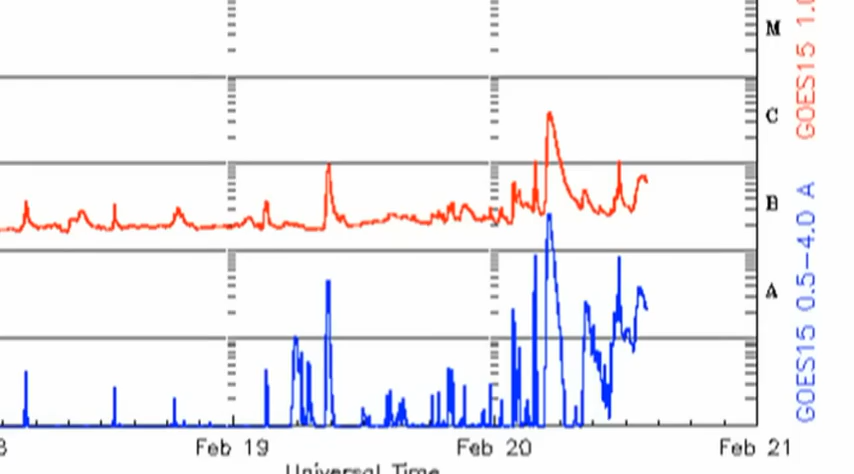 M
C
B
A
GOES15 1.0
GOES15 0.5-4.0 A
Feb 19
Feb 20
Feb 21
Universal Time